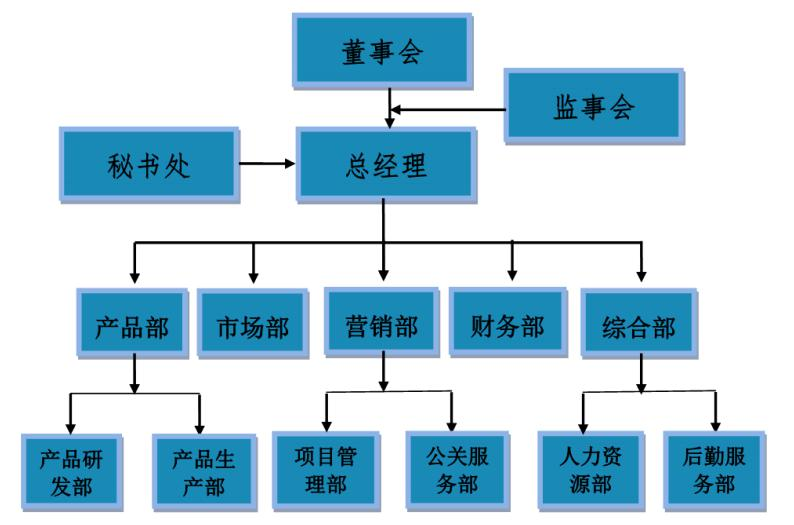 董事会
监事会
秘书处
总经理
产品部
市场部
营销部
财务部
综合部
产品研
发部
产品生
产部
项目管
理部
公关服
务部
人力资
源部
后勤服
务部